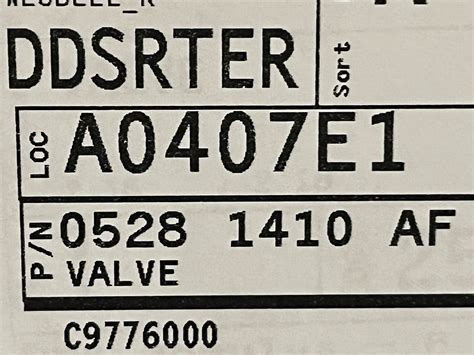 DDSRTER
Sort
LOC A0407E1
P/N 0528 1410 AF
VALVE
C9776000